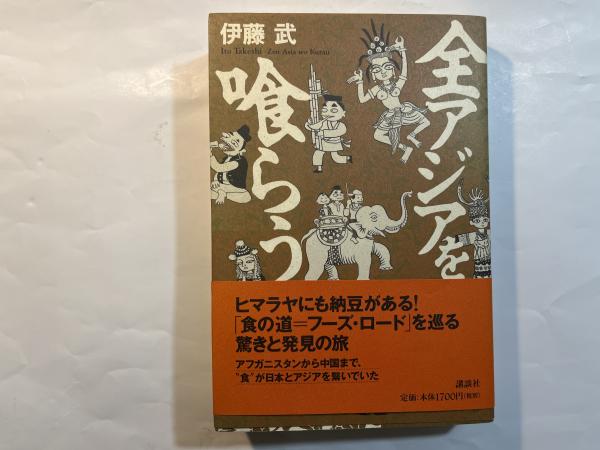 伊藤 武
Ito Takeshi Zen Asia wo Kurau
全アジアを
喰らう
ヒマラヤにも納豆がある!
「食の道=フーズ・ロード」を巡る
驚きと発見の旅
アフガニスタンから中国まで、
"食"が日本とアジアを繋いでいた
講談社
定価:本体1700円(税別)